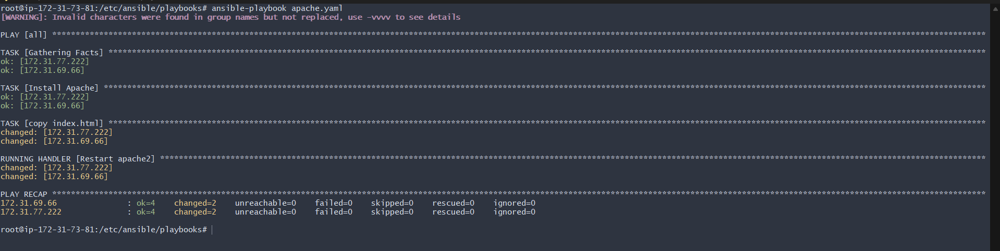 root@ip-172-31-73-81:/etc/ansible/playbooks# ansible-playbook apache.yaml
[WARNING]: Invalid characters were found in group names but not replaced, use -vvvv to see details
PLAY [all] ****************************************************************
TASK [Gathering Facts] ****************************************************************
ok: [172.31.77.222]
ok: [172.31.69.66]
TASK [Install Apache] ****************************************************************
ok: [172.31.77.222]
ok: [172.31.69.66]
TASK [copy index.html] ****************************************************************
changed: [172.31.77.222]
changed: [172.31.69.66]
RUNNING HANDLER [Restart apache2] ****************************************************************
changed: [172.31.77.222]
changed: [172.31.69.66]
PLAY RECAP ****************************************************************
172.31.69.66               : ok=4    changed=2    unreachable=0    failed=0    skipped=0    rescued=0    ignored=0
172.31.77.222              : ok=4    changed=2    unreachable=0    failed=0    skipped=0    rescued=0    ignored=0
root@ip-172-31-73-81:/etc/ansible/playbooks#